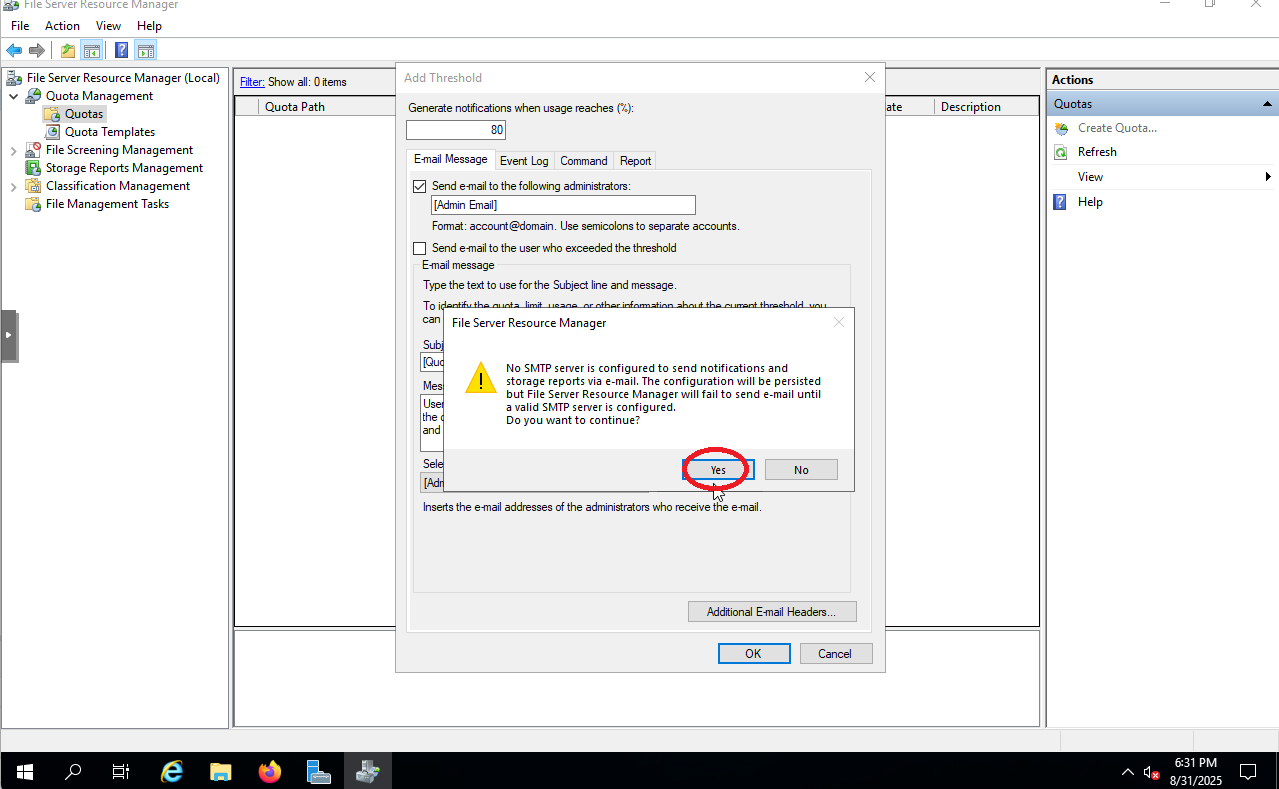 File Server Resource Manager
File Action View Help
File Server Resource Manager (Local)
Quota Management
Quotas
Quota Templates
File Screening Management
Storage Reports Management
Classification Management
File Management Tasks
Filter: Show all: 0 items
Quota Path
Description
Add Threshold
Generate notifications when usage reaches (%):
80
E-mail Message Event Log Command Report
Send e-mail to the following administrators:
[Admin Email]
Format: account@domain. Use semicolons to separate accounts.
Send e-mail to the user who exceeded the threshold
E-mail message
Type the text to use for the Subject line and message.
To identify the quota, limit, usage, or other information about the current threshold, you
can
File Server Resource Manager
No SMTP server is configured to send notifications and
storage reports via e-mail. The configuration will be persisted
but File Server Resource Manager will fail to send e-mail until
a valid SMTP server is configured.
Do you want to continue?
Yes No
Inserts the e-mail addresses of the administrators who receive the e-mail.
Additional E-mail Headers...
OK Cancel
Actions
Quotas
Create Quota...
Refresh
View
Help
6:31 PM
8/31/2025